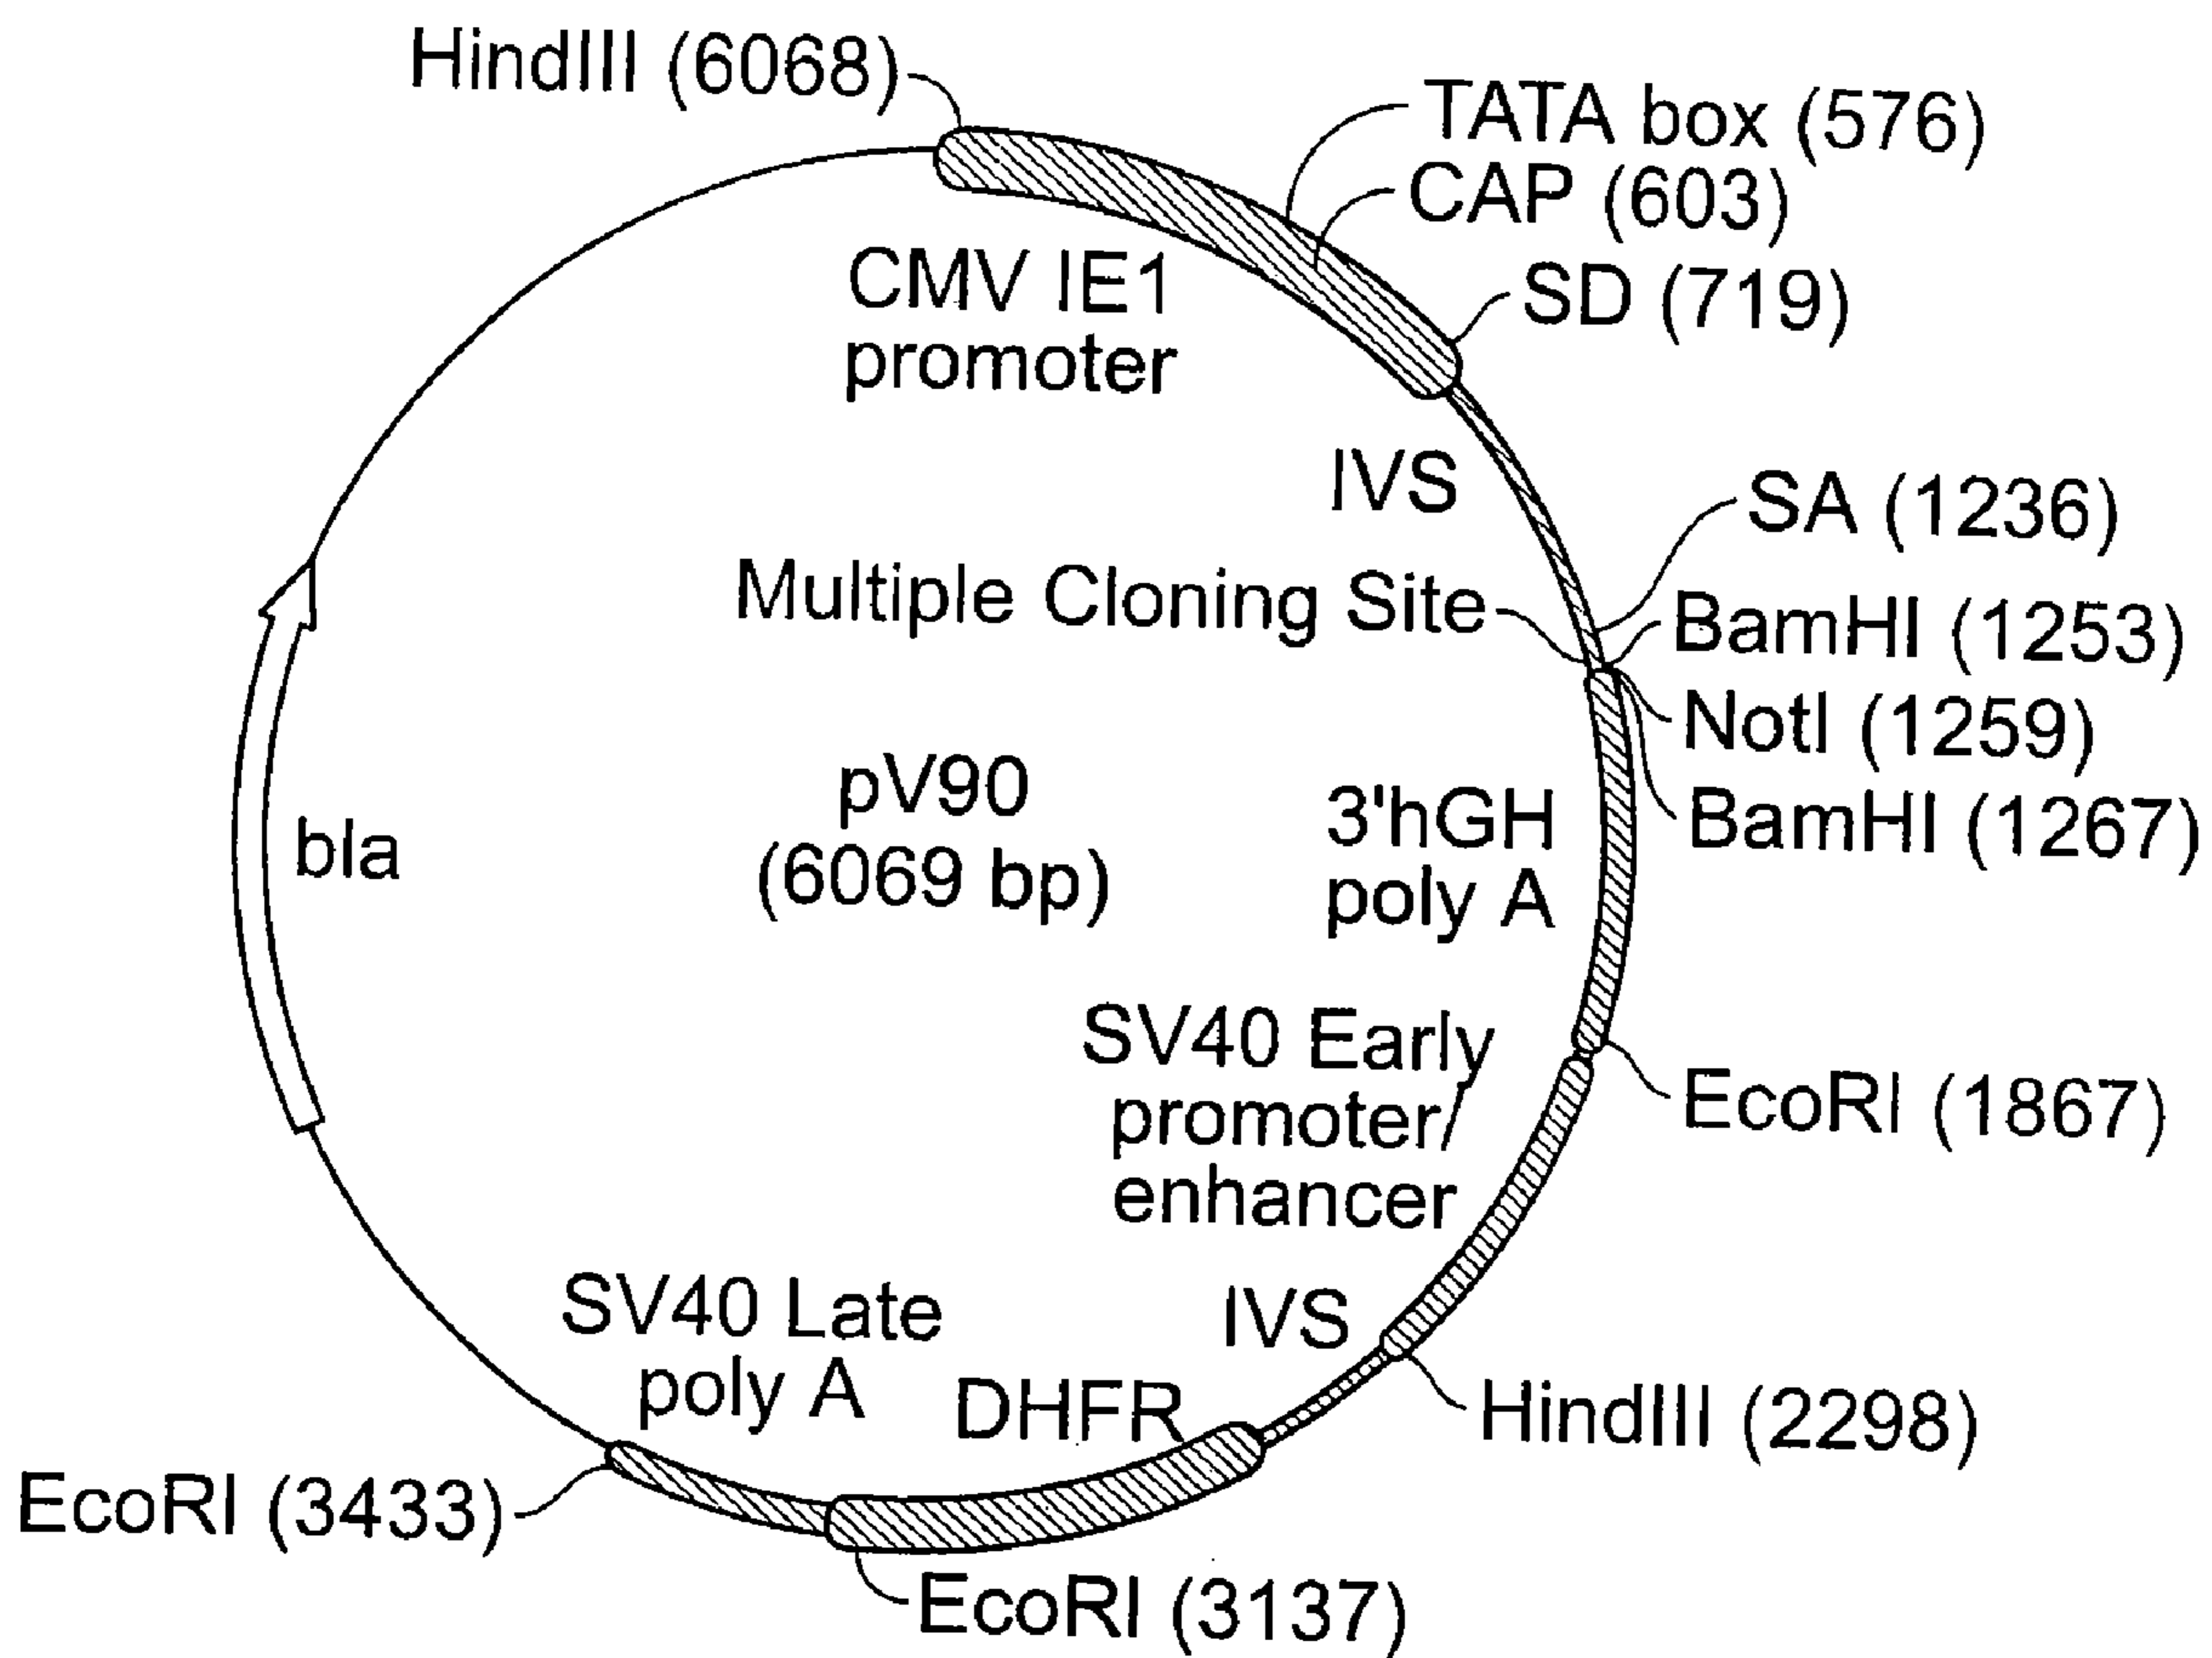 HindIII (6068)
TATA box (576)
CAP (603)
SD (719)
CMV IE1
promoter
IVS
SA (1236)
Multiple Cloning Site
BamHI (1253)
NotI (1259)
BamHI (1267)
pV90
(6069 bp)
3'hGH
poly A
bla
SV40 Early
promoter/
enhancer
EcoRI (1867)
SV40 Late
poly A
IVS
DHFR
HindIII (2298)
EcoRI (3433)
EcoRI (3137)